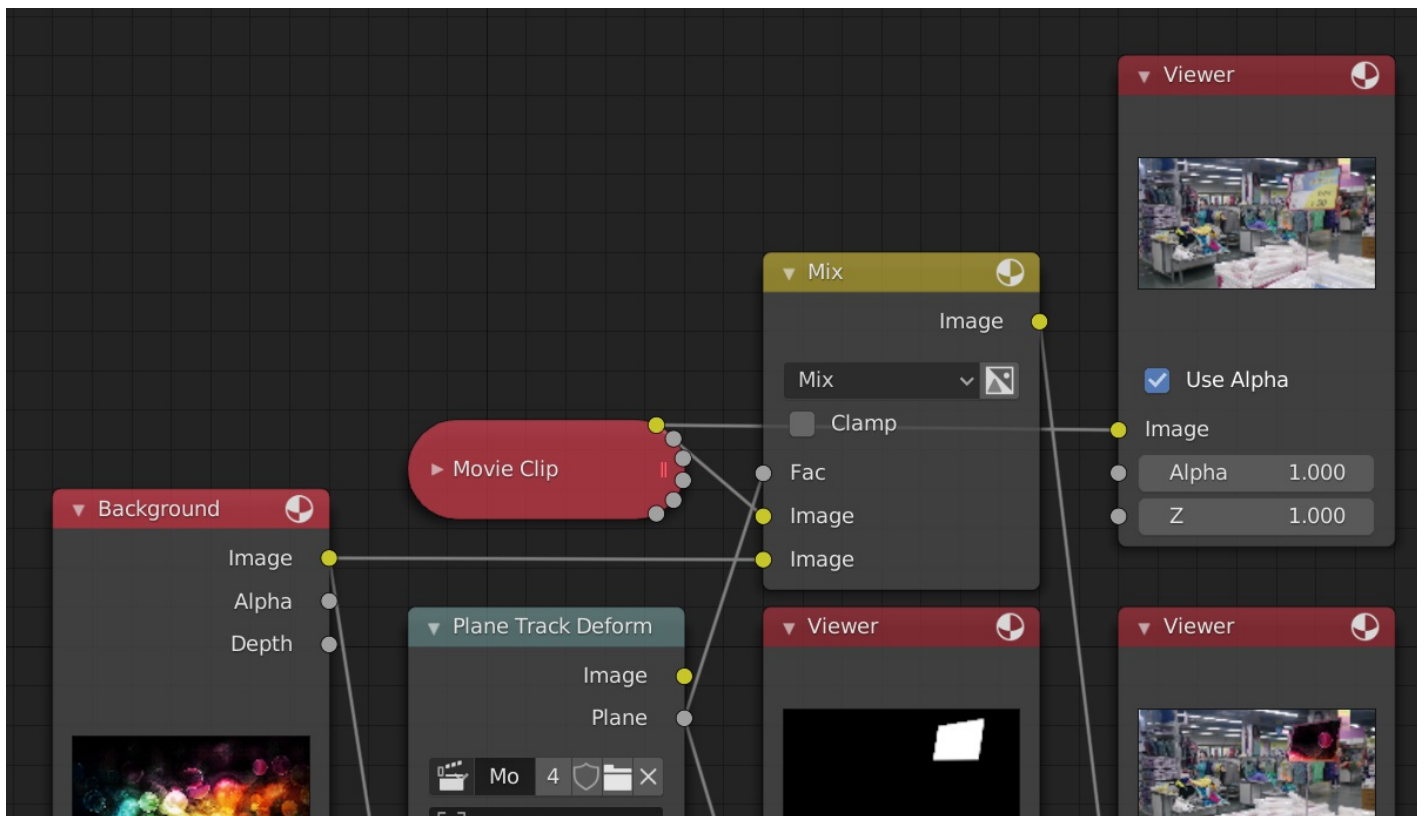 Viewer
Use Alpha
Image
Alpha 1.000
Z 1.000
Mix
Image
Mix
Clamp
Fac
Image
Image
Movie Clip
Background
Image
Alpha
Depth
Plane Track Deform
Image
Plane
Mo 4
Viewer
Viewer